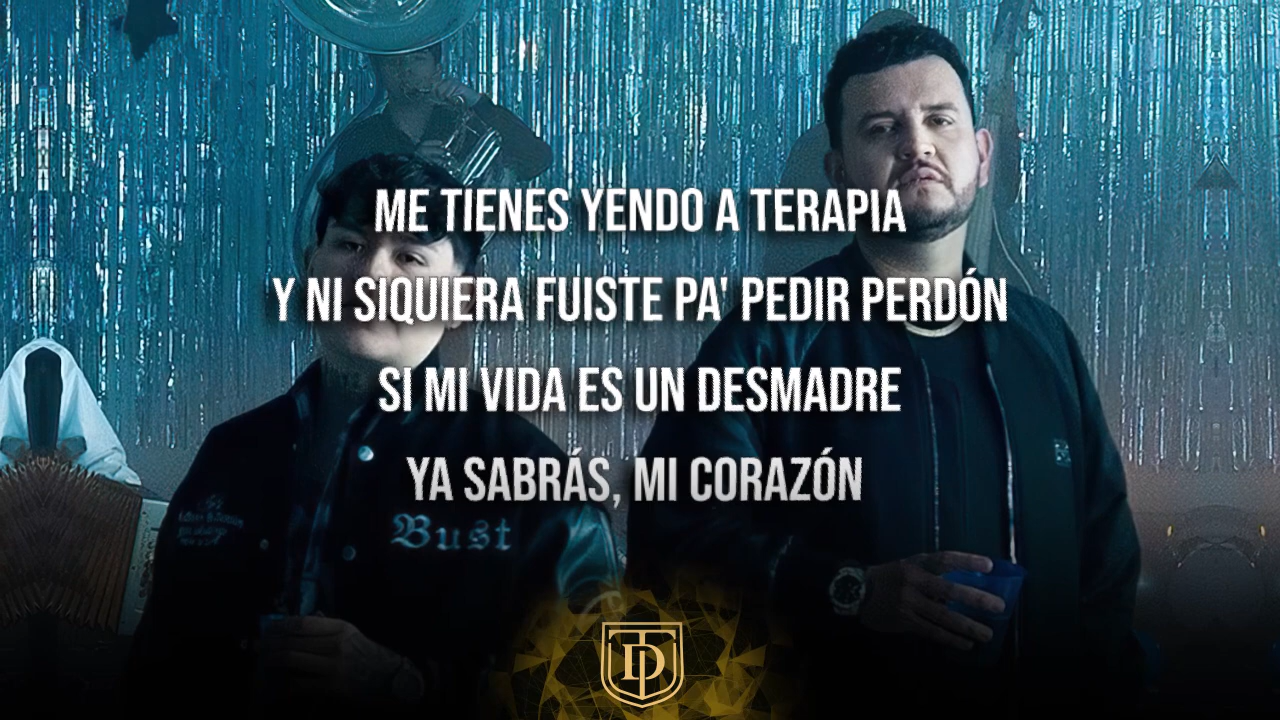 ME TIENES YENDO A TERAPIA
Y NI SIQUIERA FUISTE PA' PEDIR PERDÓN
SI MI VIDA ES UN DESMADRE
YA SABRÁS, MI CORAZÓN
Bust